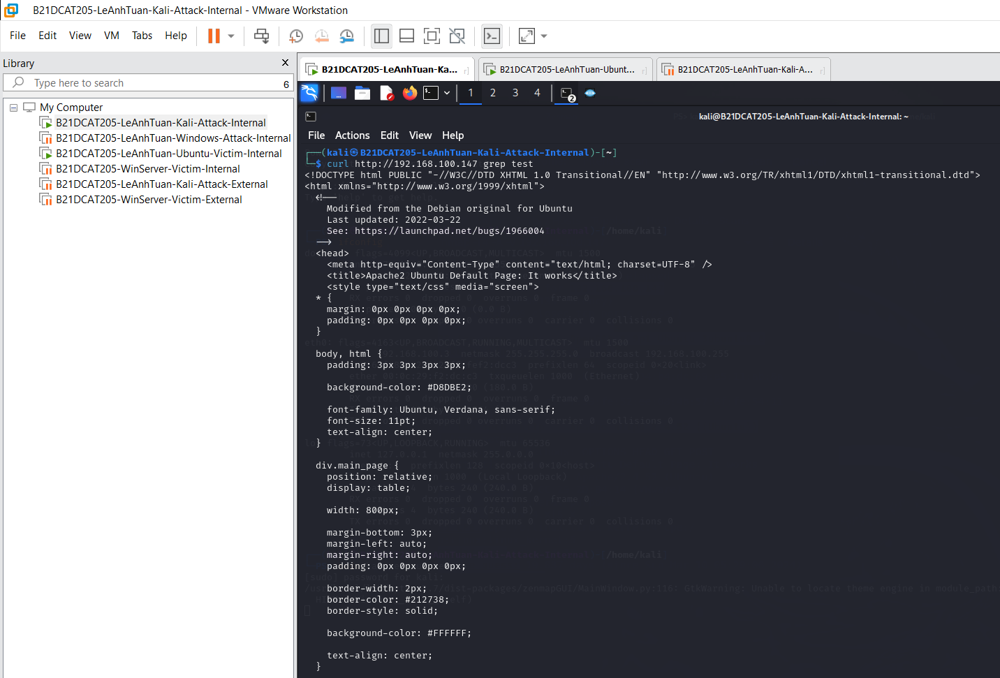 B21DCAT205-LeAnhTuan-Kali-Attack-Internal - VMware Workstation
File Edit View VM Tabs Help
Library
Type here to search 6
My Computer
B21DCAT205-LeAnhTuan-Kali-Attack-Internal
B21DCAT205-LeAnhTuan-Windows-Attack-Internal
B21DCAT205-LeAnhTuan-Ubuntu-Victim-Internal
B21DCAT205-WinServer-Victim-Internal
B21DCAT205-LeAnhTuan-Kali-Attack-External
B21DCAT205-WinServer-Victim-External
B21DCAT205-LeAnhTuan-Ka... B21DCAT205-LeAnhTuan-Ubunt... B21DCAT205-LeAnhTuan-Kali-A...
1 2 3 4 2
kali@B21DCAT205-LeAnhTuan-Kali-Attack-Internal: ~
File Actions Edit View Help
┌──(kali㉿B21DCAT205-LeAnhTuan-Kali-Attack-Internal)-[~]
└─$ curl http://192.168.100.147 grep test
<!DOCTYPE html PUBLIC "-//W3C//DTD XHTML 1.0 Transitional//EN" "http://www.w3.org/TR/xhtml1/DTD/xhtml1-transitional.dtd">
<html xmlns="http://www.w3.org/1999/xhtml">
<!--
Modified from the Debian original for Ubuntu
Last updated: 2022-03-22
See: https://launchpad.net/bugs/1966004
-->
<head>
<meta http-equiv="Content-Type" content="text/html; charset=UTF-8" />
<title>Apache2 Ubuntu Default Page: It works</title>
<style type="text/css" media="screen">
* {
margin: 0px 0px 0px 0px;
padding: 0px 0px 0px 0px;
}
body, html {
padding: 3px 3px 3px 3px;
background-color: #D8DBE2;
font-family: Ubuntu, Verdana, sans-serif;
font-size: 11pt;
text-align: center;
}
div.main_page {
position: relative;
display: table;
width: 800px;
margin-bottom: 3px;
margin-left: auto;
margin-right: auto;
padding: 0px 0px 0px 0px;
border-width: 2px;
border-color: #212738;
border-style: solid;
background-color: #FFFFFF;
text-align: center;
}